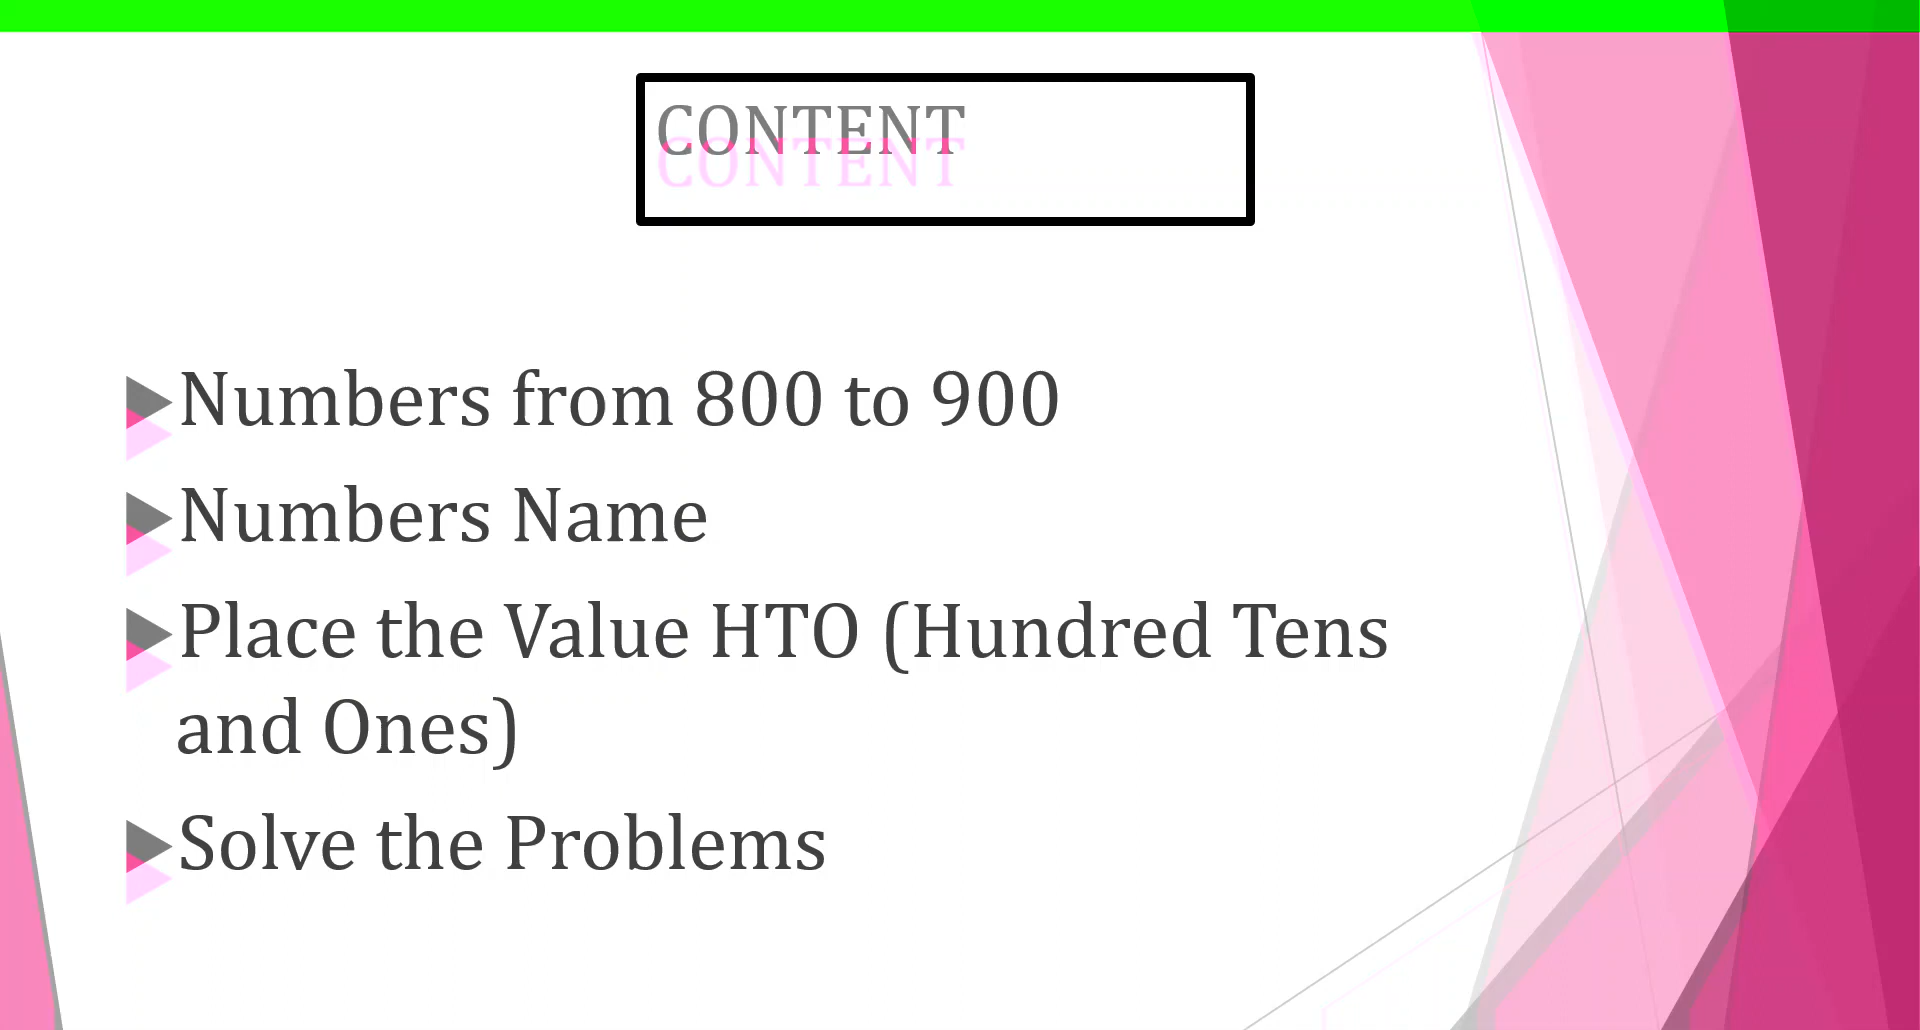 CONTENT
Numbers from 800 to 900
Numbers Name
Place the Value HTO (Hundred Tens
and Ones)
Solve the Problems